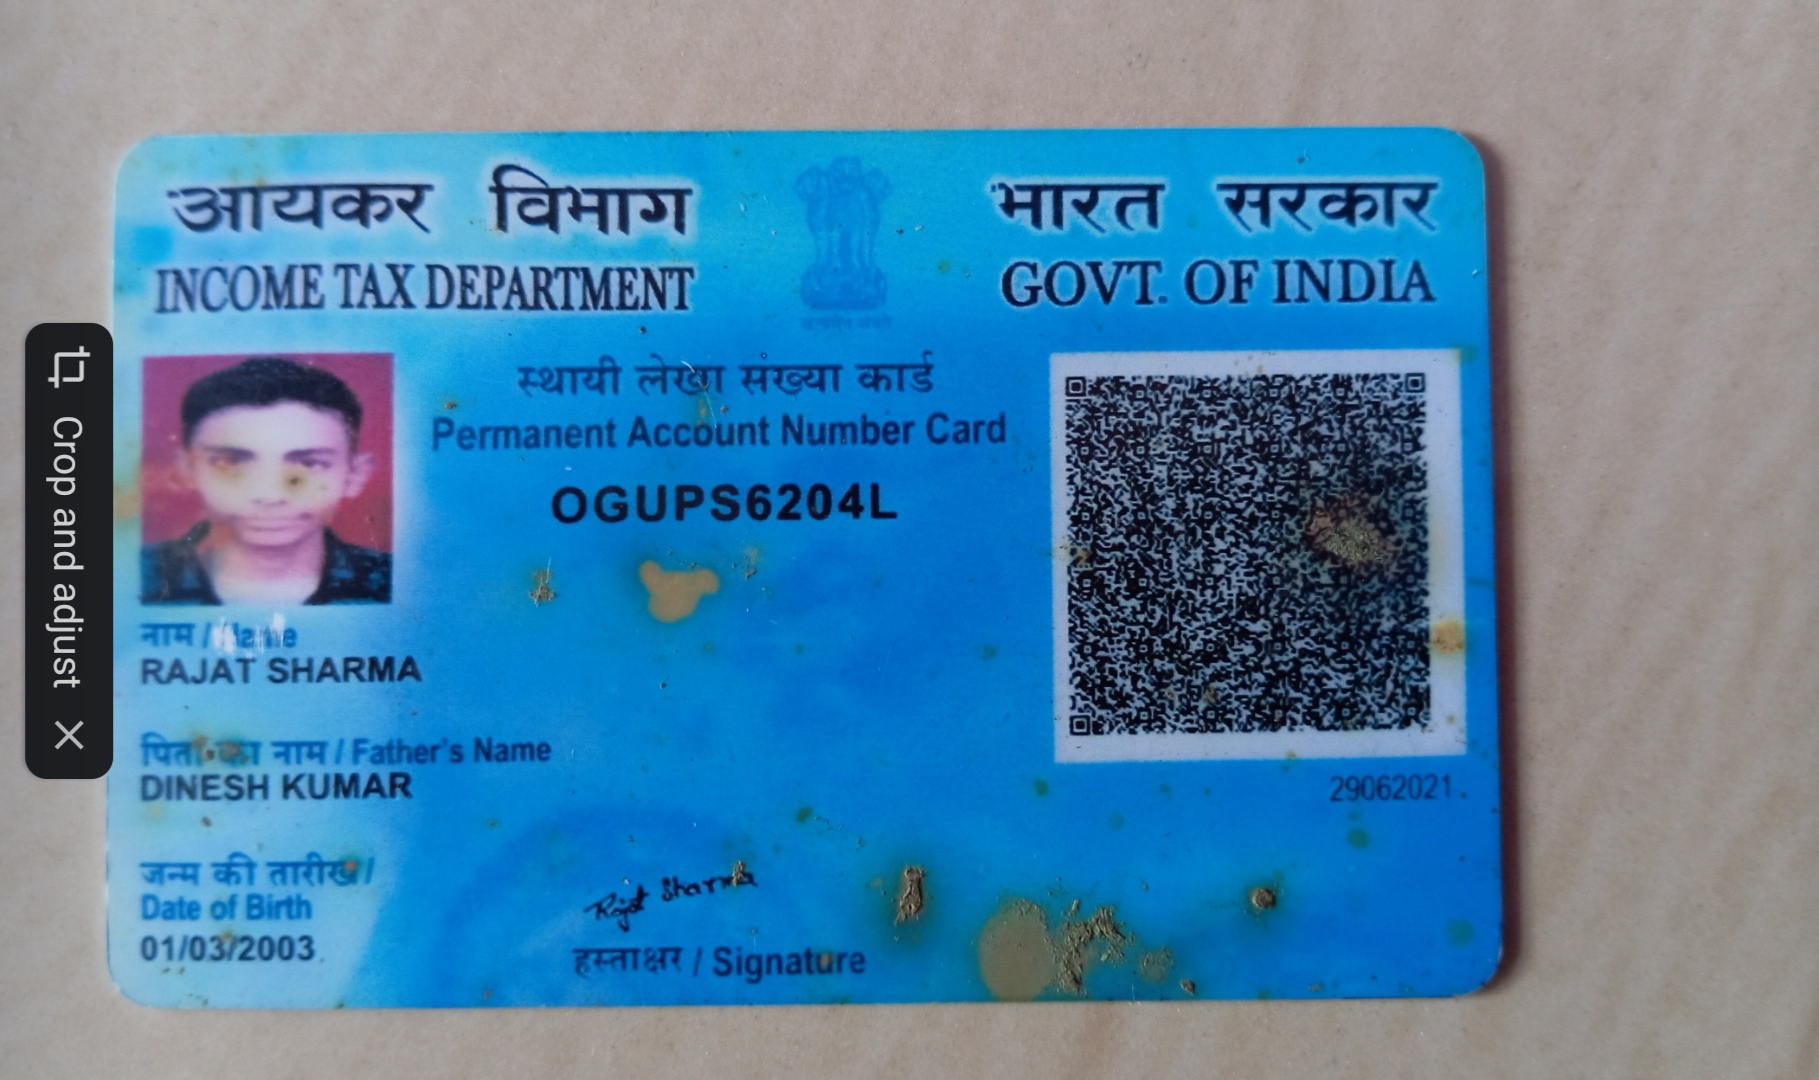 आयकर विभाग
INCOME TAX DEPARTMENT
भारत सरकार
GOVT. OF INDIA
स्थायी लेखा संख्या कार्ड
Permanent Account Number Card
OGUPS6204L
नाम / Name
RAJAT SHARMA
पिता का नाम / Father's Name
DINESH KUMAR
जन्म की तारीख /
Date of Birth
01/03/2003
29062021
Rajat Sharma
हस्ताक्षर / Signature
Crop and adjust